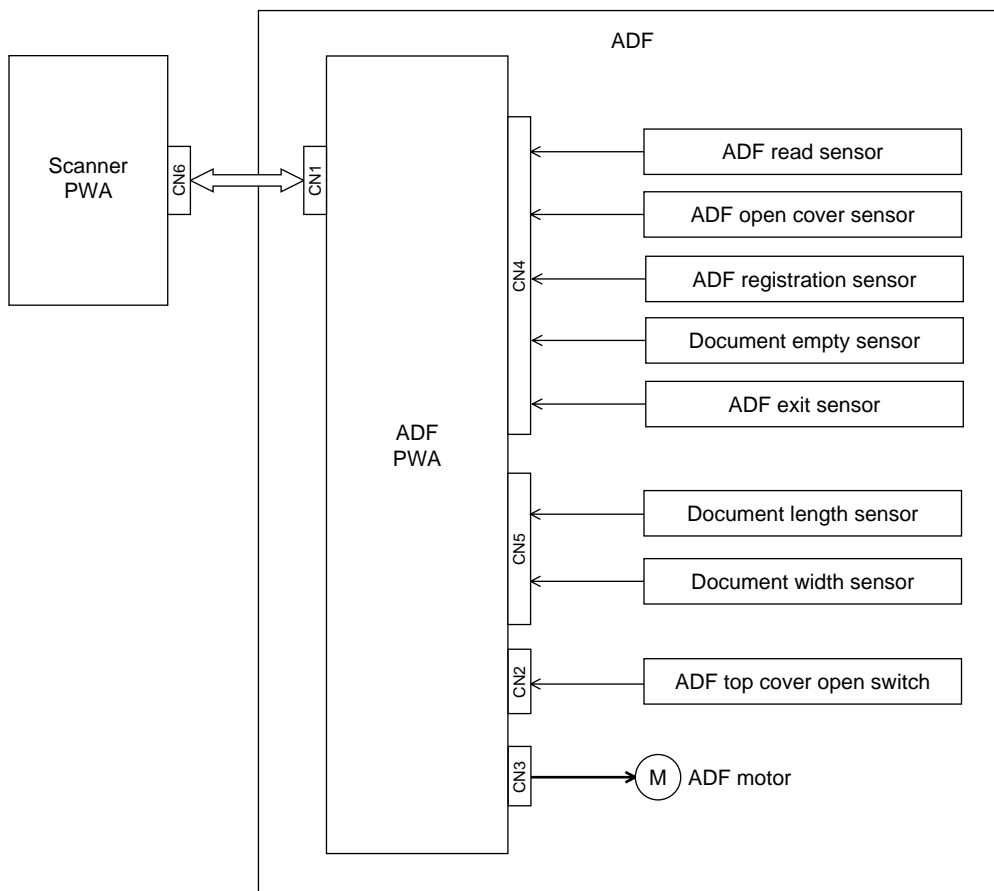 ADF
Scanner
PWA
CN6
CN1
ADF
PWA
CN4
ADF read sensor
ADF open cover sensor
ADF registration sensor
Document empty sensor
ADF exit sensor
CN5
Document length sensor
Document width sensor
CN2
ADF top cover open switch
CN3
M
ADF motor